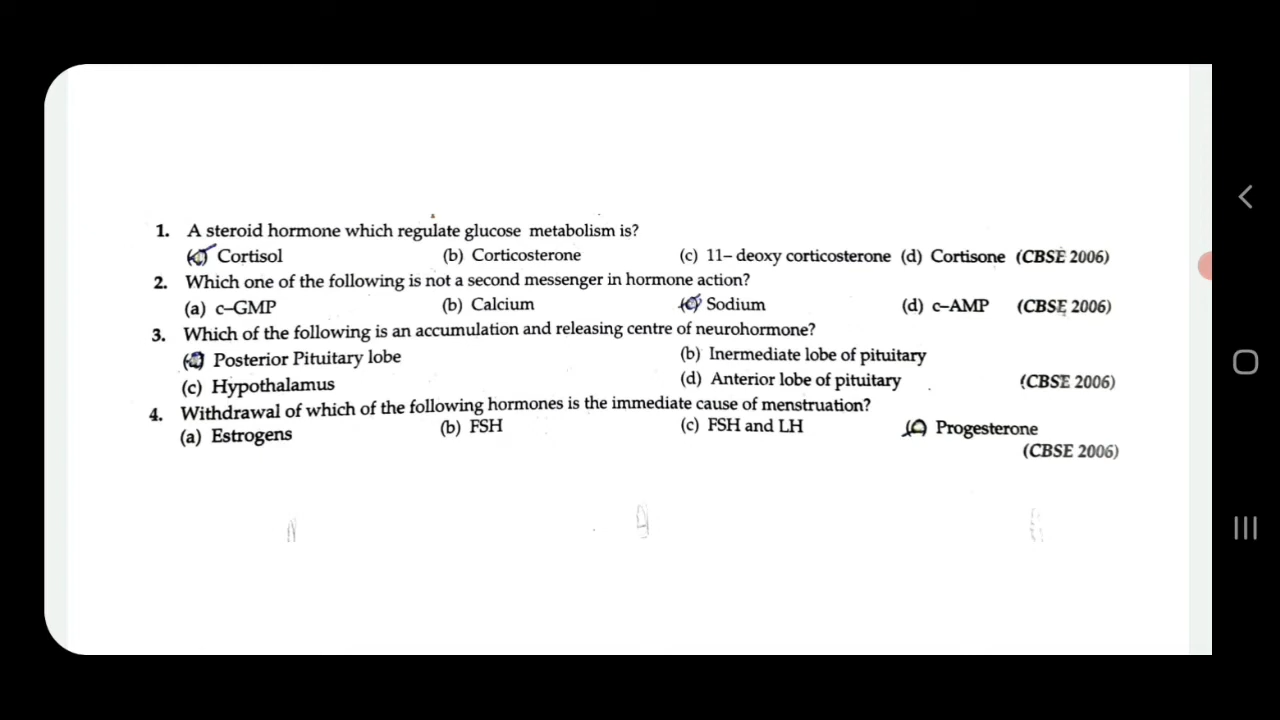 1. A steroid hormone which regulate glucose metabolism is?
(a) Cortisol (b) Corticosterone (c) 11– deoxy corticosterone (d) Cortisone (CBSE 2006)
2. Which one of the following is not a second messenger in hormone action?
(a) c–GMP (b) Calcium (c) Sodium (d) c–AMP (CBSE 2006)
3. Which of the following is an accumulation and releasing centre of neurohormone?
(a) Posterior Pituitary lobe (b) Inermediate lobe of pituitary
(c) Hypothalamus (d) Anterior lobe of pituitary (CBSE 2006)
4. Withdrawal of which of the following hormones is the immediate cause of menstruation?
(a) Estrogens (b) FSH (c) FSH and LH (d) Progesterone
(CBSE 2006)